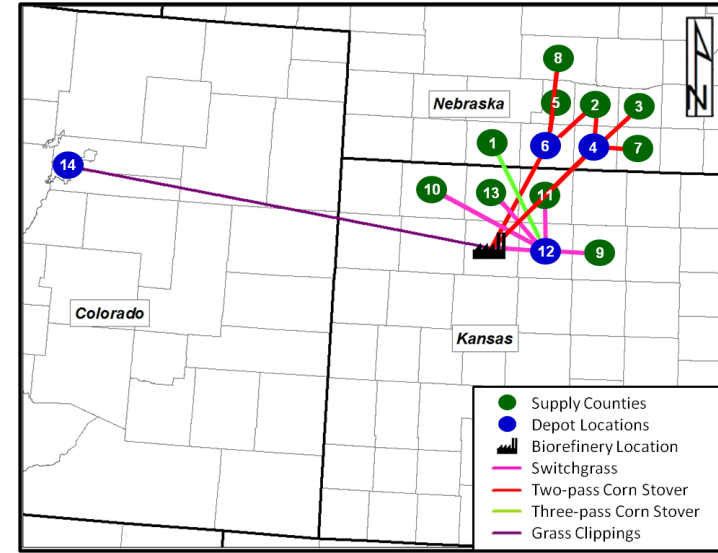 8
5
2
3
Nebraska
1
6
4
7
14
10
13
11
12
9
Colorado
Kansas
Supply Counties
Depot Locations
Biorefinery Location
Switchgrass
Two-pass Corn Stover
Three-pass Corn Stover
Grass Clippings